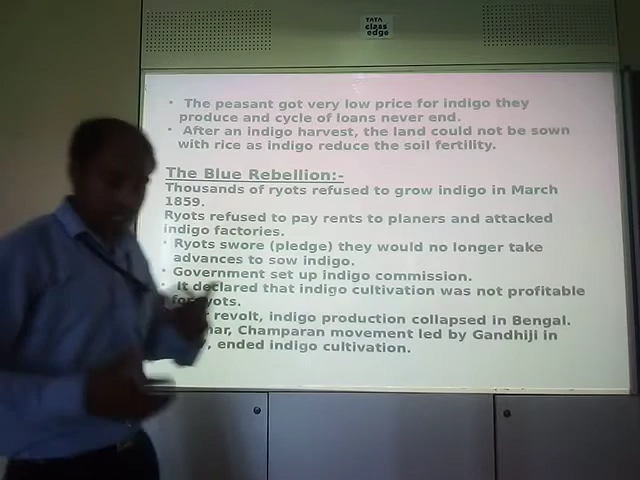 TATA
class
edge
• The peasant got very low price for indigo they
produce and cycle of loans never end.
• After an indigo harvest, the land could not be sown
with rice as indigo reduce the soil fertility.
The Blue Rebellion:-
Thousands of ryots refused to grow indigo in March
1859.
Ryots refused to pay rents to planers and attacked
indigo factories.
• Ryots swore (pledge) they would no longer take
advances to sow indigo.
• Government set up indigo commission.
• It declared that indigo cultivation was not profitable
for ryots.
revolt, indigo production collapsed in Bengal.
Champaran movement led by Gandhiji in
, ended indigo cultivation.